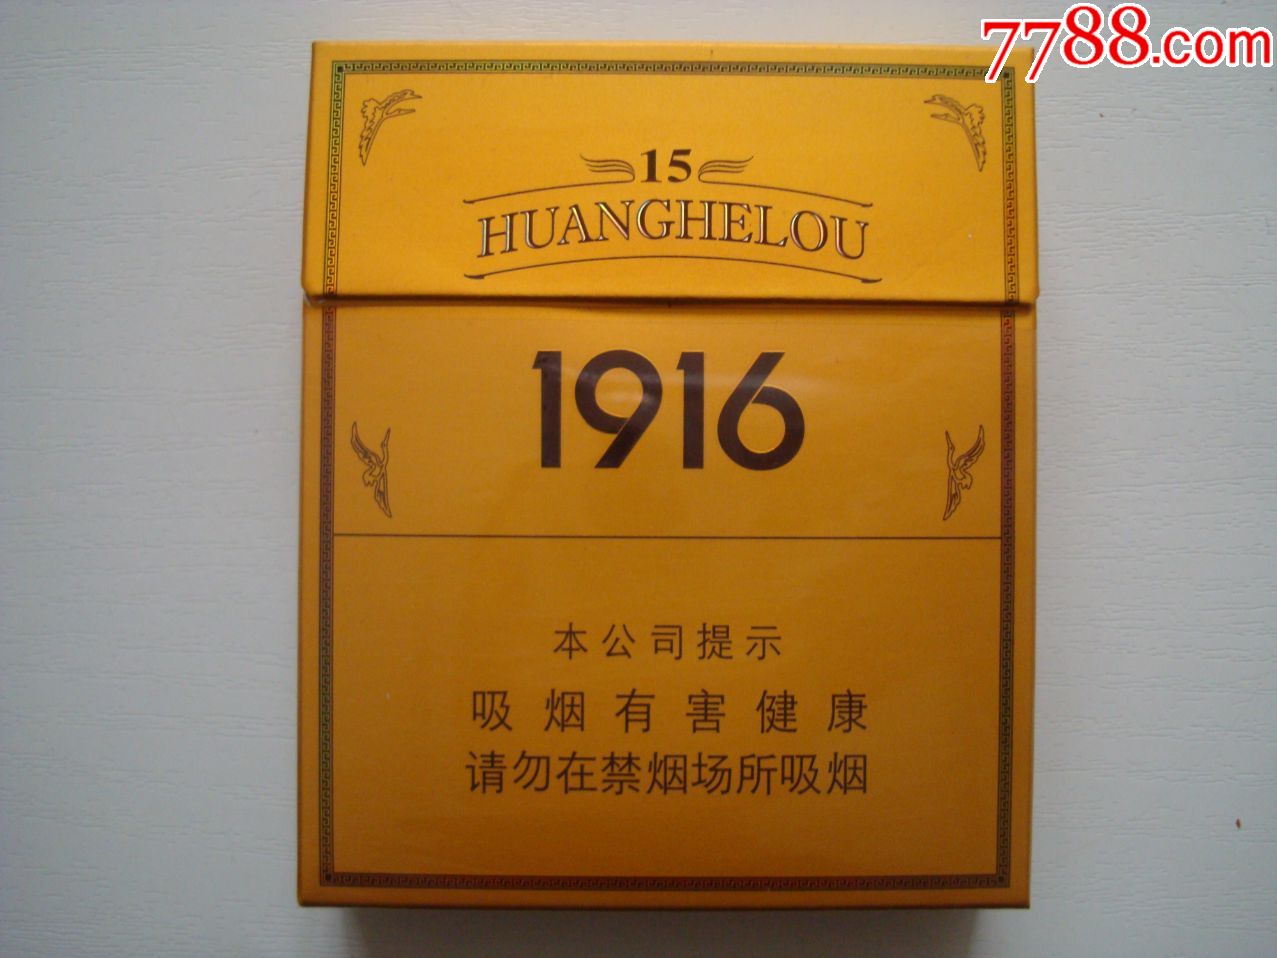 7788.com
15
HUANGHELOU
1916
本公司提示
吸烟有害健康
请勿在禁烟场所吸烟